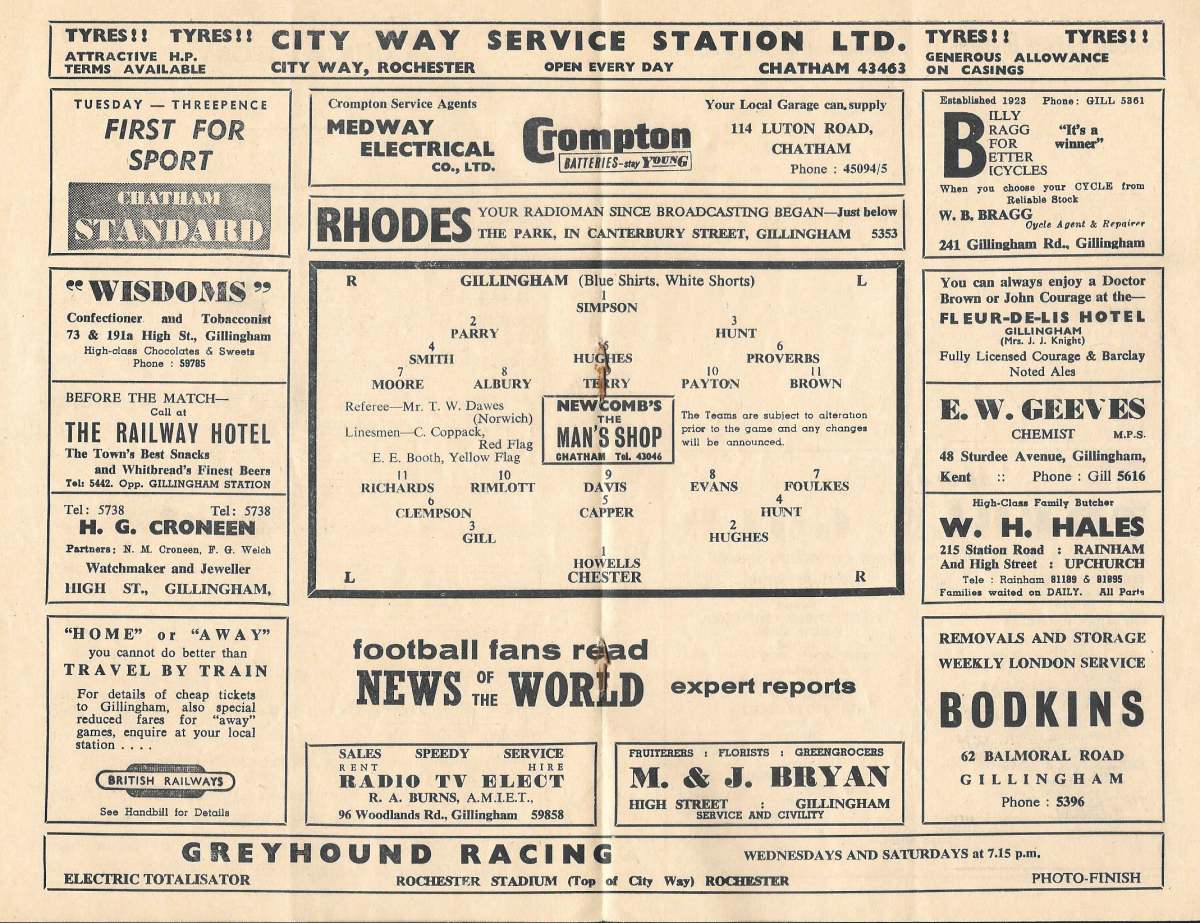 TYRES!! TYRES!!
ATTRACTIVE H.P.
TERMS AVAILABLE
CITY WAY SERVICE STATION LTD.
CITY WAY, ROCHESTER OPEN EVERY DAY CHATHAM 43463
TYRES!! TYRES!!
GENEROUS ALLOWANCE
ON CASINGS
TUESDAY — THREEPENCE
FIRST FOR
SPORT
CHATHAM
STANDARD
Crompton Service Agents
MEDWAY
ELECTRICAL
CO., LTD.
Crompton
BATTERIES-stay YOUNG
Your Local Garage can supply
114 LUTON ROAD,
CHATHAM
Phone : 45094/5
RHODES
YOUR RADIOMAN SINCE BROADCASTING BEGAN—Just below
THE PARK, IN CANTERBURY STREET, GILLINGHAM 5353
Established 1923 Phone: GILL 5361
BILLY
BRAGG
FOR
BETTER
BICYCLES
"It's a
winner"
When you choose your CYCLE from
Reliable Stock
W. B. BRAGG
Cycle Agent & Repairer
241 Gillingham Rd., Gillingham
"WISDOMS"
Confectioner and Tobacconist
73 & 191a High St., Gillingham
High-class Chocolates & Sweets
Phone : 59785
BEFORE THE MATCH—
Call at
THE RAILWAY HOTEL
The Town's Best Snacks
and Whitbread's Finest Beers
Tel: 5442. Opp. GILLINGHAM STATION
Tel: 5738 Tel: 5738
H. G. CRONEEN
Partners: N. M. Croneen, F. G. Welch
Watchmaker and Jeweller
HIGH ST., GILLINGHAM,
R GILLINGHAM (Blue Shirts, White Shorts) L
1
SIMPSON
2 3
PARRY HUNT
4 5 6
SMITH HUGHES PROVERBS
7 8 10 11
MOORE ALBURY TERRY PAYTON BROWN
Referee—Mr. T. W. Dawes
(Norwich)
Linesmen—C. Coppack,
Red Flag
E. E. Booth, Yellow Flag
NEWCOMB'S
THE
MAN'S SHOP
CHATHAM Tel. 43046
The Teams are subject to alteration
prior to the game and any changes
will be announced.
11 10 9 8 7
RICHARDS RIMLOTT DAVIS EVANS FOULKES
6 5 4
CLEMPSON CAPPER HUNT
3 2
GILL HUGHES
1
HOWELLS
L CHESTER R
You can always enjoy a Doctor
Brown or John Courage at the—
FLEUR-DE-LIS HOTEL
GILLINGHAM
(Mrs. J. J. Knight)
Fully Licensed Courage & Barclay
Noted Ales
E. W. GEEVES
CHEMIST M.P.S.
48 Sturdee Avenue, Gillingham,
Kent :: Phone : Gill 5616
High-Class Family Butcher
W. H. HALES
215 Station Road : RAINHAM
And High Street : UPCHURCH
Tele : Rainham 81189 & 81895
Families waited on DAILY. All Parts
"HOME" or "AWAY"
you cannot do better than
TRAVEL BY TRAIN
For details of cheap tickets
to Gillingham, also special
reduced fares for "away"
games, enquire at your local
station . . . .
BRITISH RAILWAYS
See Handbill for Details
football fans read
NEWS OF THE WORLD expert reports
SALES SPEEDY SERVICE
RENT HIRE
RADIO TV ELECT
R. A. BURNS, A.M.I.E.T.,
96 Woodlands Rd., Gillingham 59858
FRUITERERS : FLORISTS : GREENGROCERS
M. & J. BRYAN
HIGH STREET : GILLINGHAM
SERVICE AND CIVILITY
REMOVALS AND STORAGE
WEEKLY LONDON SERVICE
BODKINS
62 BALMORAL ROAD
GILLINGHAM
Phone : 5396
GREYHOUND RACING WEDNESDAYS AND SATURDAYS at 7.15 p.m.
ELECTRIC TOTALISATOR ROCHESTER STADIUM (Top of City Way) ROCHESTER PHOTO-FINISH